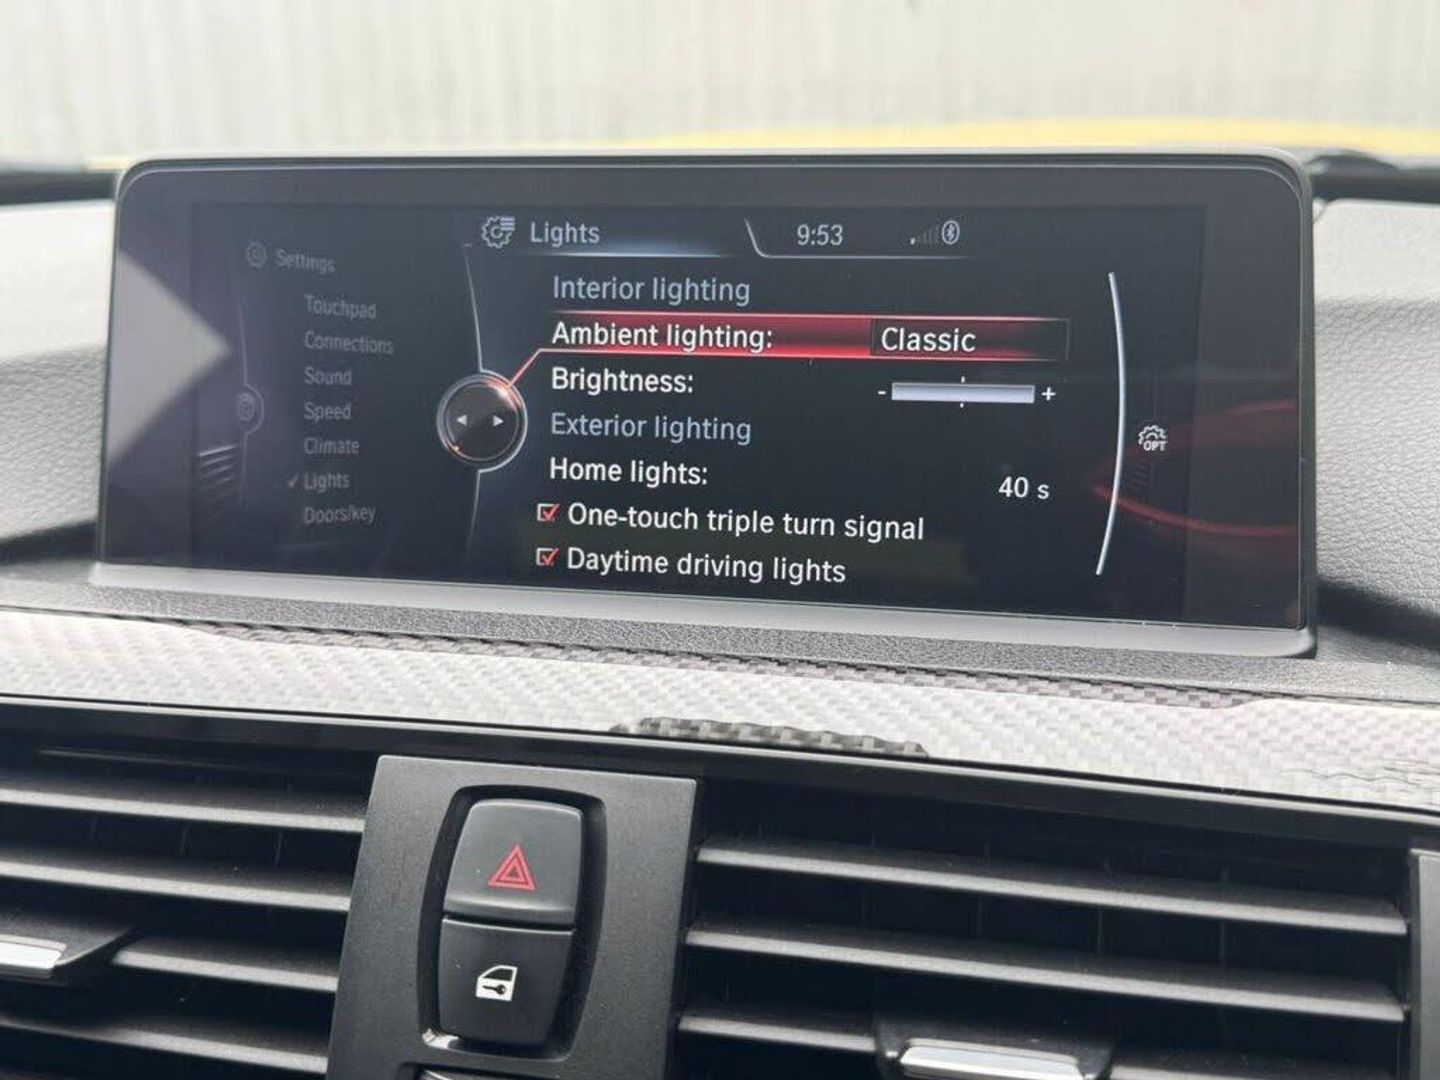 Lights
9:53
Settings
Touchpad
Connections
Sound
Speed
Climate
Lights
Doors/key
Interior lighting
Ambient lighting: Classic
Brightness: - +
Exterior lighting
Home lights: 40 s
One-touch triple turn signal
Daytime driving lights
OPT